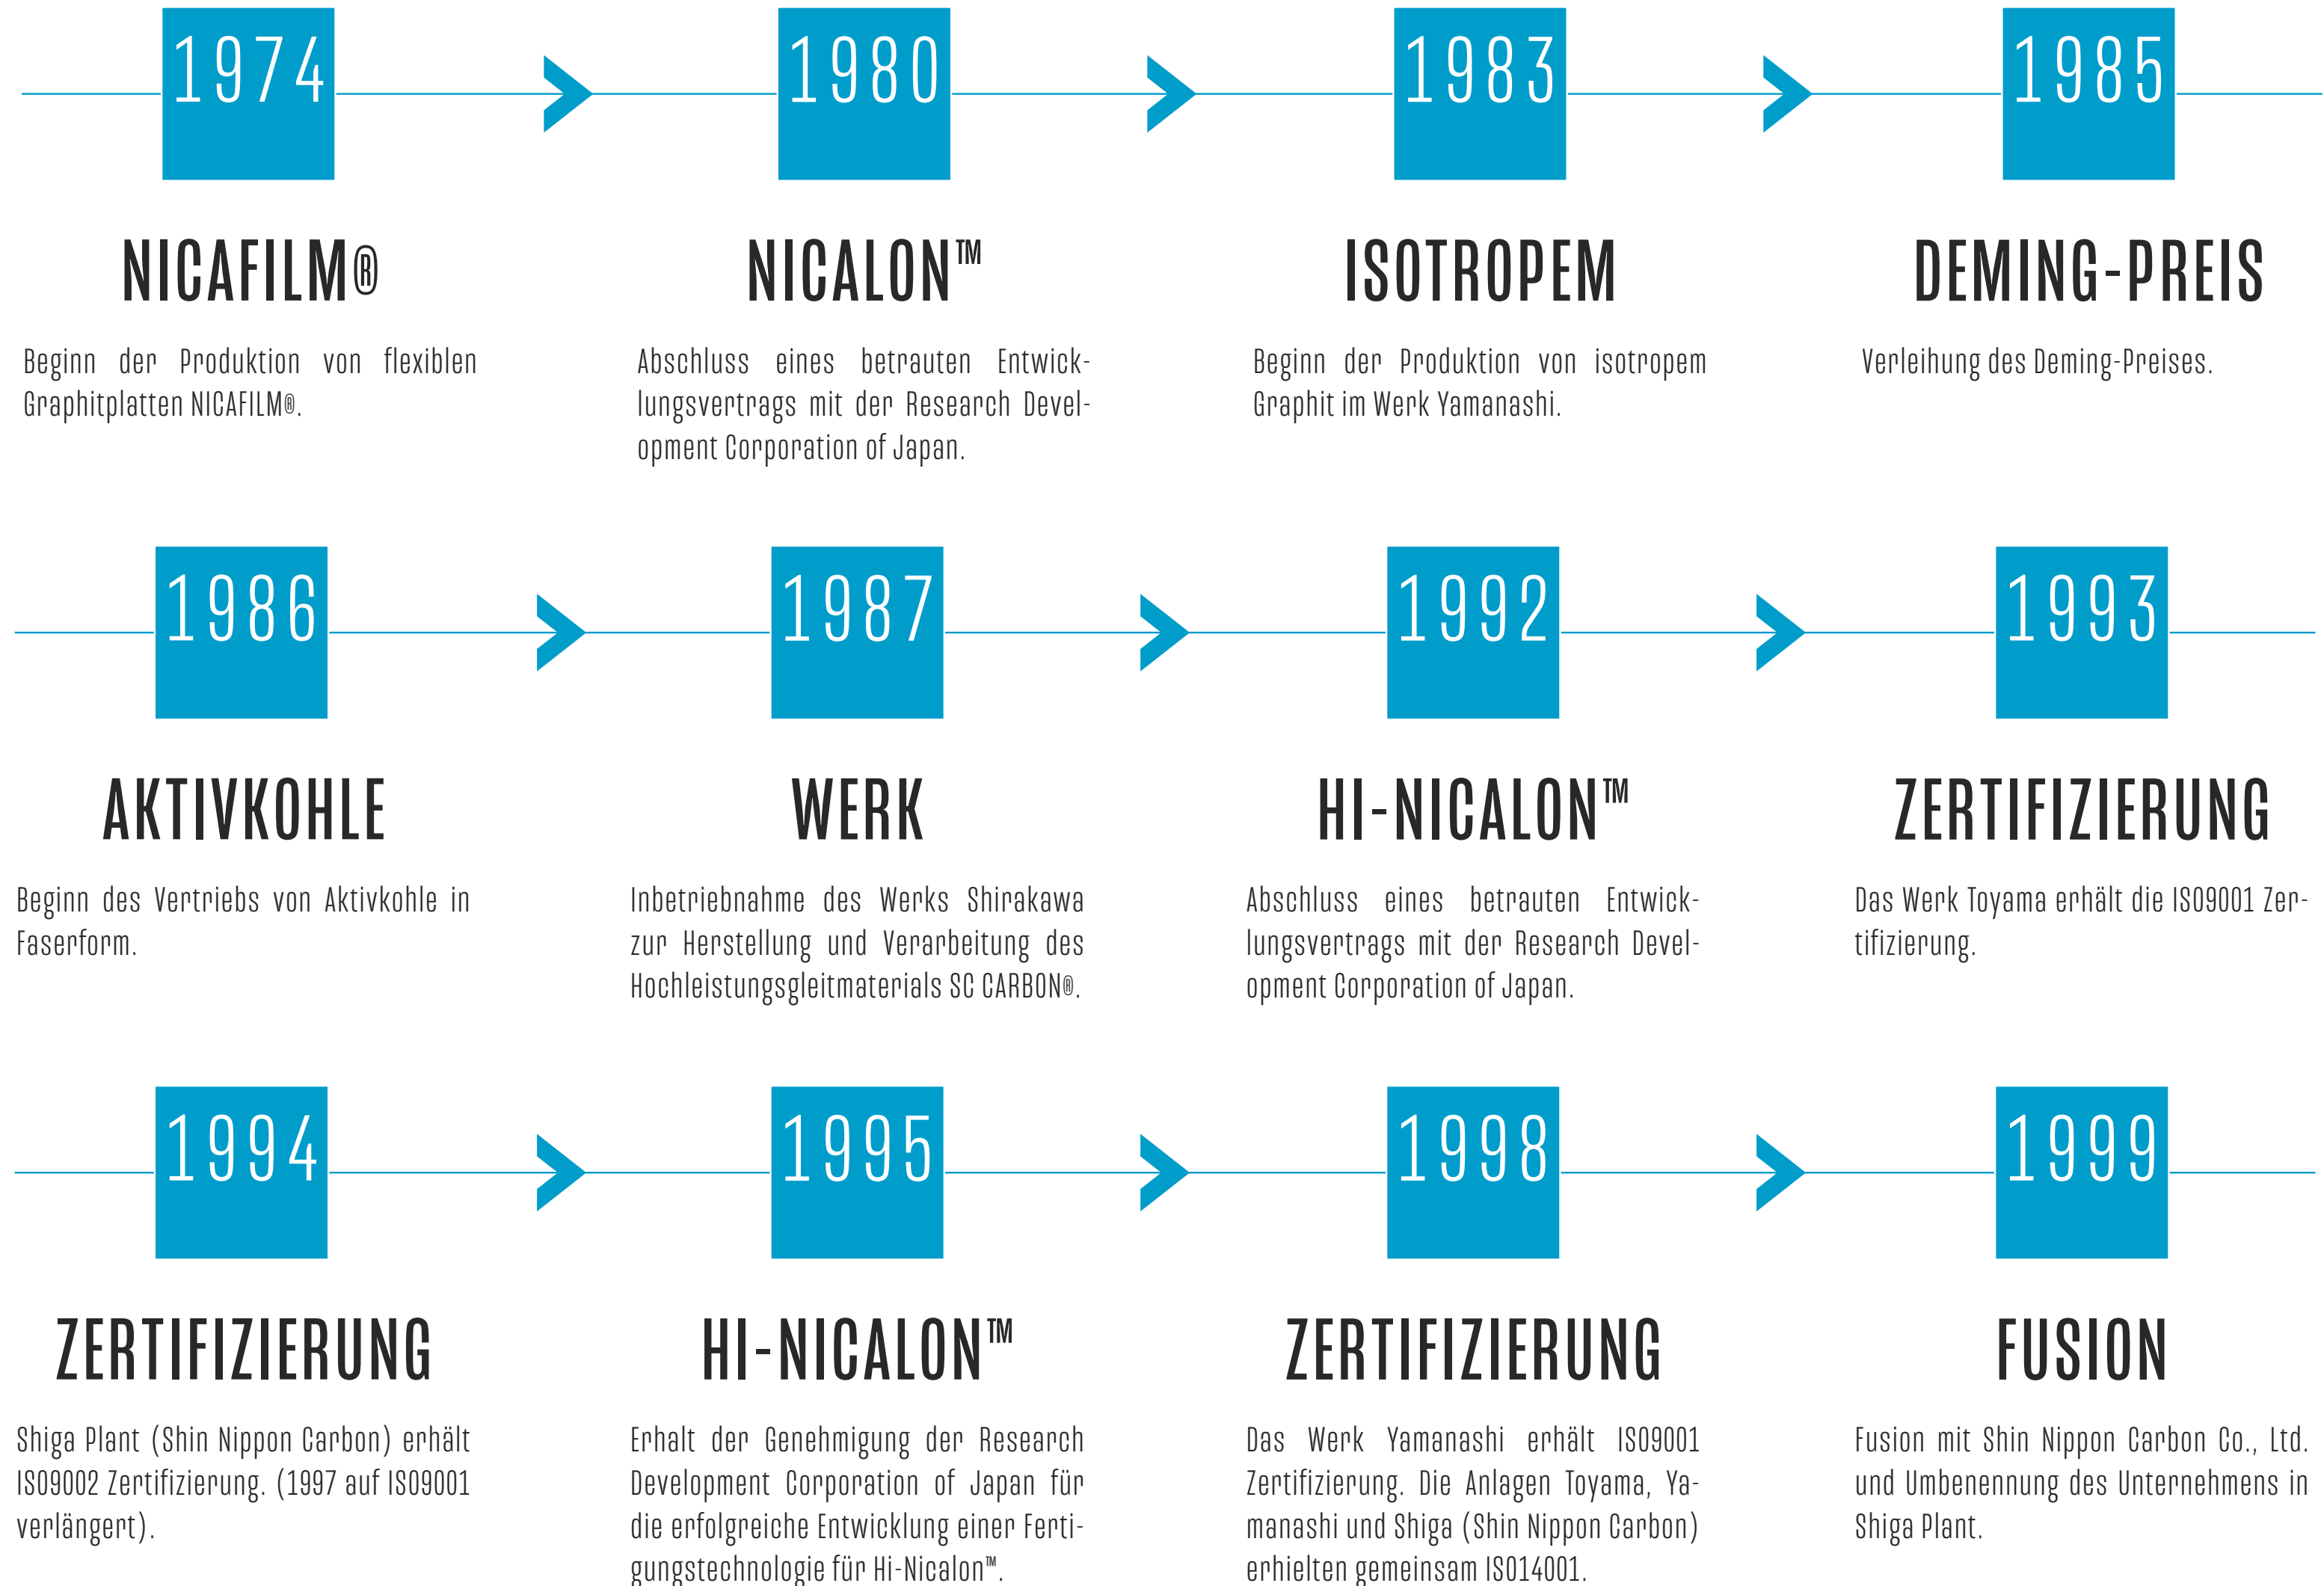 1974
1980
1983
1985
NICAFILM®
NICALON™
ISOTROPEM
DEMING-PREIS
Beginn der Produktion von flexiblen
Graphitplatten NICAFILM®.
Abschluss eines betrauten Entwick-
lungsvertrags mit der Research Devel-
opment Corporation of Japan.
Beginn der Produktion von isotropem
Graphit im Werk Yamanashi.
Verleihung des Deming-Preises.
1986
1987
1992
1993
AKTIVKOHLE
WERK
HI-NICALON™
ZERTIFIZIERUNG
Beginn des Vertriebs von Aktivkohle in
Faserform.
Inbetriebnahme des Werks Shirakawa
zur Herstellung und Verarbeitung des
Hochleistungsgleitmaterials SC CARBON®.
Abschluss eines betrauten Entwick-
lungsvertrags mit der Research Devel-
opment Corporation of Japan.
Das Werk Toyama erhält die ISO9001 Zer-
tifizierung.
1994
1995
1998
1999
ZERTIFIZIERUNG
HI-NICALON™
ZERTIFIZIERUNG
FUSION
Shiga Plant (Shin Nippon Carbon) erhält
ISO9002 Zertifizierung. (1997 auf ISO9001
verlängert).
Erhalt der Genehmigung der Research
Development Corporation of Japan für
die erfolgreiche Entwicklung einer Ferti-
gungstechnologie für Hi-Nicalon™.
Das Werk Yamanashi erhält ISO9001
Zertifizierung. Die Anlagen Toyama, Ya-
manashi und Shiga (Shin Nippon Carbon)
erhielten gemeinsam ISO14001.
Fusion mit Shin Nippon Carbon Co., Ltd.
und Umbenennung des Unternehmens in
Shiga Plant.